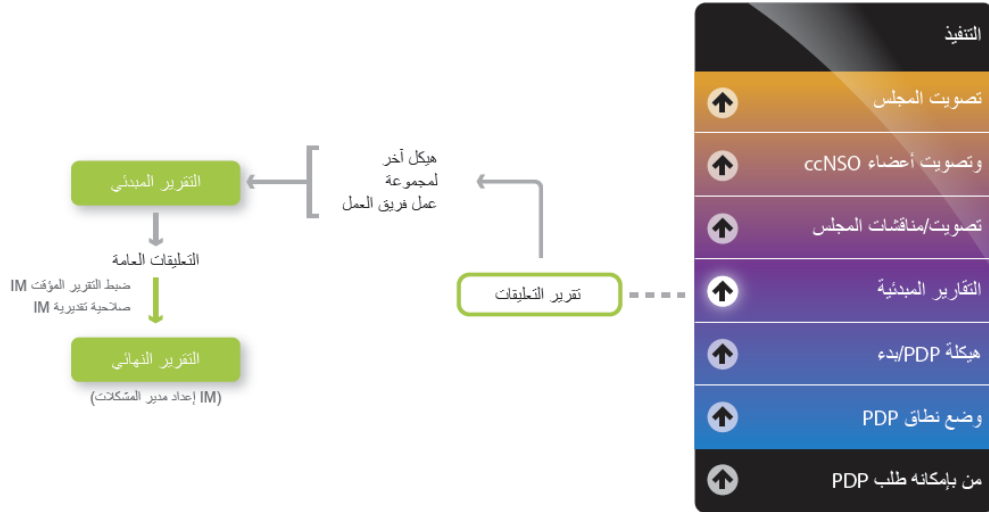 التنفيذ
تصويت المجلس
وتصويت أعضاء ccNSO
تصويت/مناقشات المجلس
التقارير المبدئية
هيكلة PDP/بدء
وضع نطاق PDP
من بإمكانه طلب PDP
تقرير التعليقات
هيكل آخر
لمجموعة
عمل فريق العمل
التقرير المبدئي
التعليقات العامة
ضبط التقرير المؤقت IM
صلاحية تقديرية IM
التقرير النهائي
(IM إعداد مدير المشكلات)